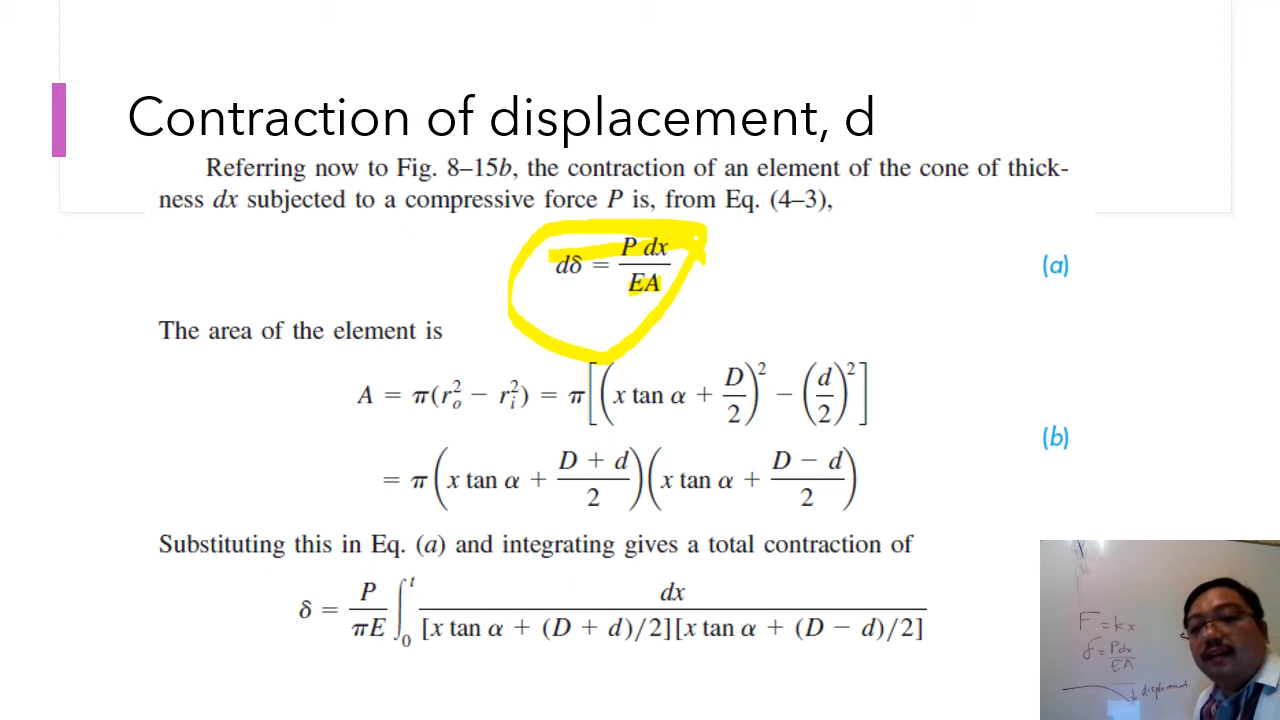 Contraction of displacement, d
Referring now to Fig. 8–15b, the contraction of an element of the cone of thick-
ness dx subjected to a compressive force P is, from Eq. (4–3),
dδ = P dx / EA (a)
The area of the element is
A = π(r_o^2 − r_i^2) = π[(x tan α + D/2)^2 − (d/2)^2]
= π(x tan α + (D + d)/2)(x tan α + (D − d)/2) (b)
Substituting this in Eq. (a) and integrating gives a total contraction of
δ = P/πE ∫_0^t dx / [x tan α + (D + d)/2][x tan α + (D − d)/2]
F = kx
δ = Pdx / EA
displacement